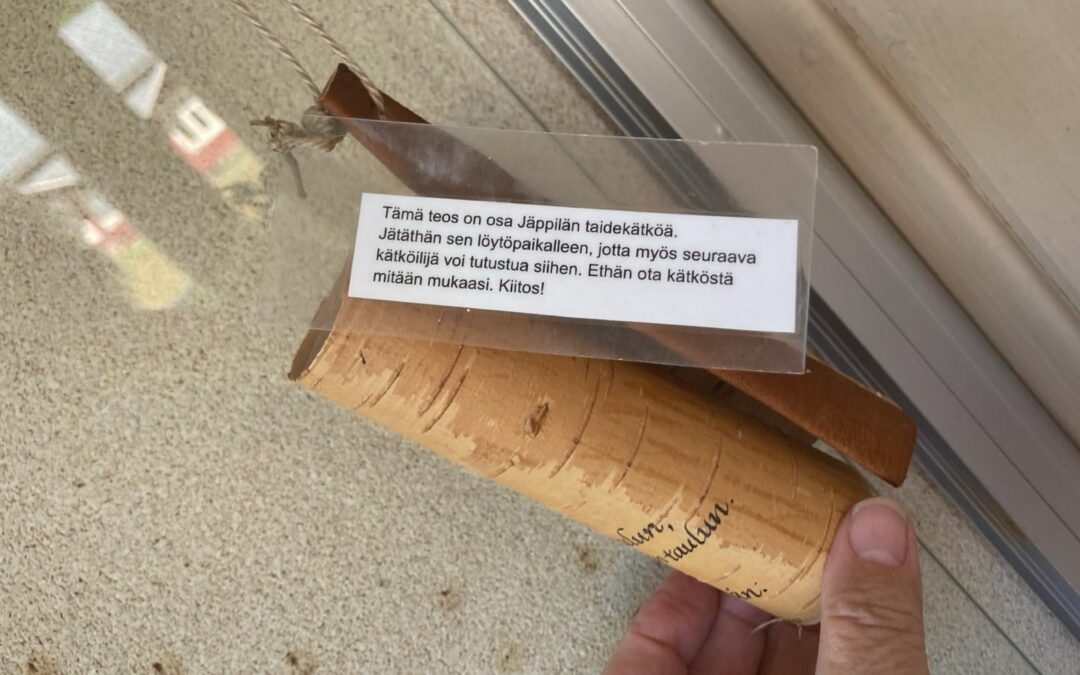 Tämä teos on osa Jäppilän taidekätköä.
Jätäthän sen löytöpaikalleen, jotta myös seuraava
kätköilijä voi tutustua siihen. Ethän ota kätköstä
mitään mukaasi. Kiitos!